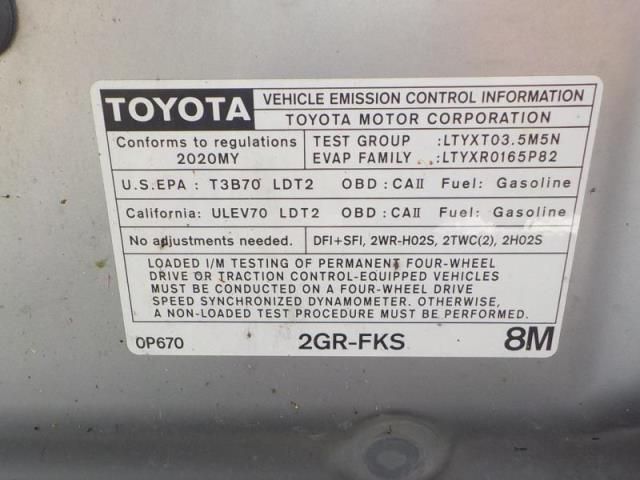 TOYOTA VEHICLE EMISSION CONTROL INFORMATION
TOYOTA MOTOR CORPORATION
Conforms to regulations
2020MY
TEST GROUP :LTYXT03.5M5N
EVAP FAMILY :LTYXR0165P82
U.S.EPA : T3B70 LDT2 OBD : CAII Fuel: Gasoline
California: ULEV70 LDT2 OBD : CAII Fuel: Gasoline
No adjustments needed. DFI+SFI, 2WR-HO2S, 2TWC(2), 2HO2S
LOADED I/M TESTING OF PERMANENT FOUR-WHEEL
DRIVE OR TRACTION CONTROL-EQUIPPED VEHICLES
MUST BE CONDUCTED ON A FOUR-WHEEL DRIVE
SPEED SYNCHRONIZED DYNAMOMETER. OTHERWISE,
A NON-LOADED TEST PROCEDURE MUST BE PERFORMED.
0P670 2GR-FKS 8M